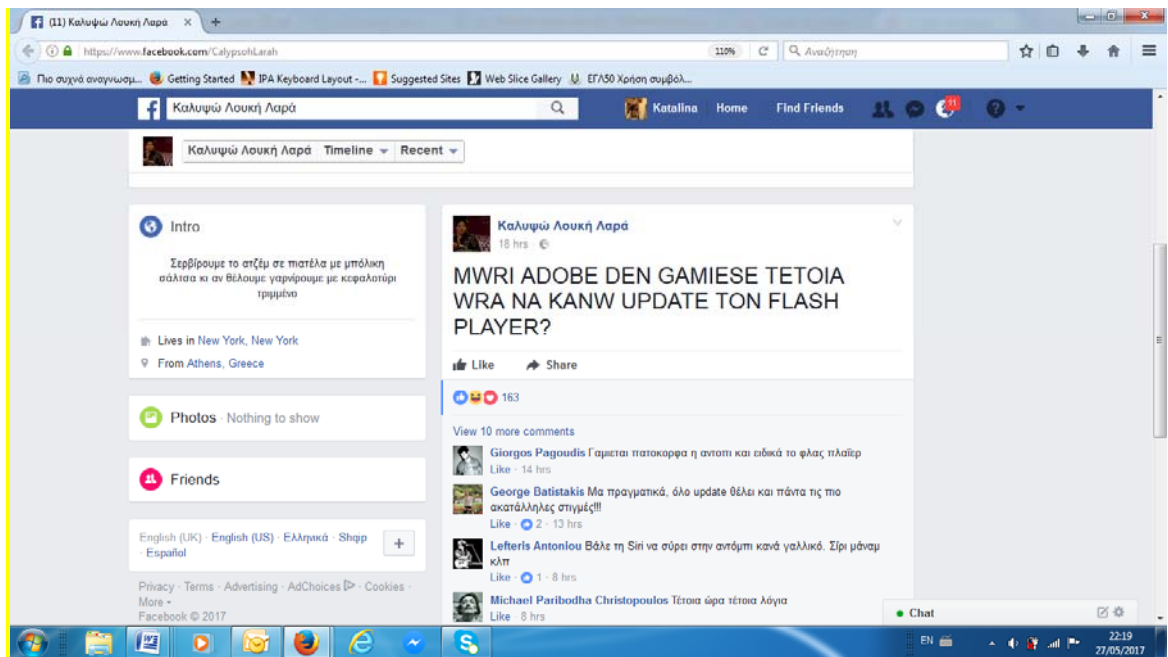 (11) Καλυψώ Λουκή Λαρά
https://www.facebook.com/CalypsohLarah
110%
Αναζήτηση
Πιο συχνά αναγνωσμ...
Getting Started
IPA Keyboard Layout -...
Suggested Sites
Web Slice Gallery
ΕΓΛ50 Χρήση συμβόλ...
Καλυψώ Λουκή Λαρά
Katalina
Home
Find Friends
11
Καλυψώ Λουκή Λαρά Timeline Recent
Intro
Σερβίρουμε το ατζέμ σε πιατέλα με μπόλικη
σάλτσα κι αν θέλουμε γαρνίρουμε με κεφαλοτύρι
τριμμένο
Lives in New York, New York
From Athens, Greece
Photos · Nothing to show
Friends
English (UK) · English (US) · Ελληνικά · Shqip
· Español
Privacy · Terms · Advertising · AdChoices · Cookies ·
More
Facebook © 2017
Καλυψώ Λουκή Λαρά
18 hrs ·
MWRI ADOBE DEN GAMIESE TETOIA
WRA NA KANW UPDATE TON FLASH
PLAYER?
Like Share
163
View 10 more comments
Giorgos Pagoudis Γαμιεται πατοκορφα η αντοπι και ειδικά το φλας πλαϊερ
Like · 14 hrs
George Batistakis Μα πραγματικά, όλο update θέλει και πάντα τις πιο
ακατάλληλες στιγμές!!!
Like · 2 · 13 hrs
Lefteris Antoniou Βάλε τη Siri να σύρει στην αντόμπι κανά γαλλικό. Σίρι μάναμ
κλπ
Like · 1 · 8 hrs
Michael Paribodha Christopoulos Τέτοια ώρα τέτοια λόγια
Like · 8 hrs
Chat
EN
22:19
27/05/2017